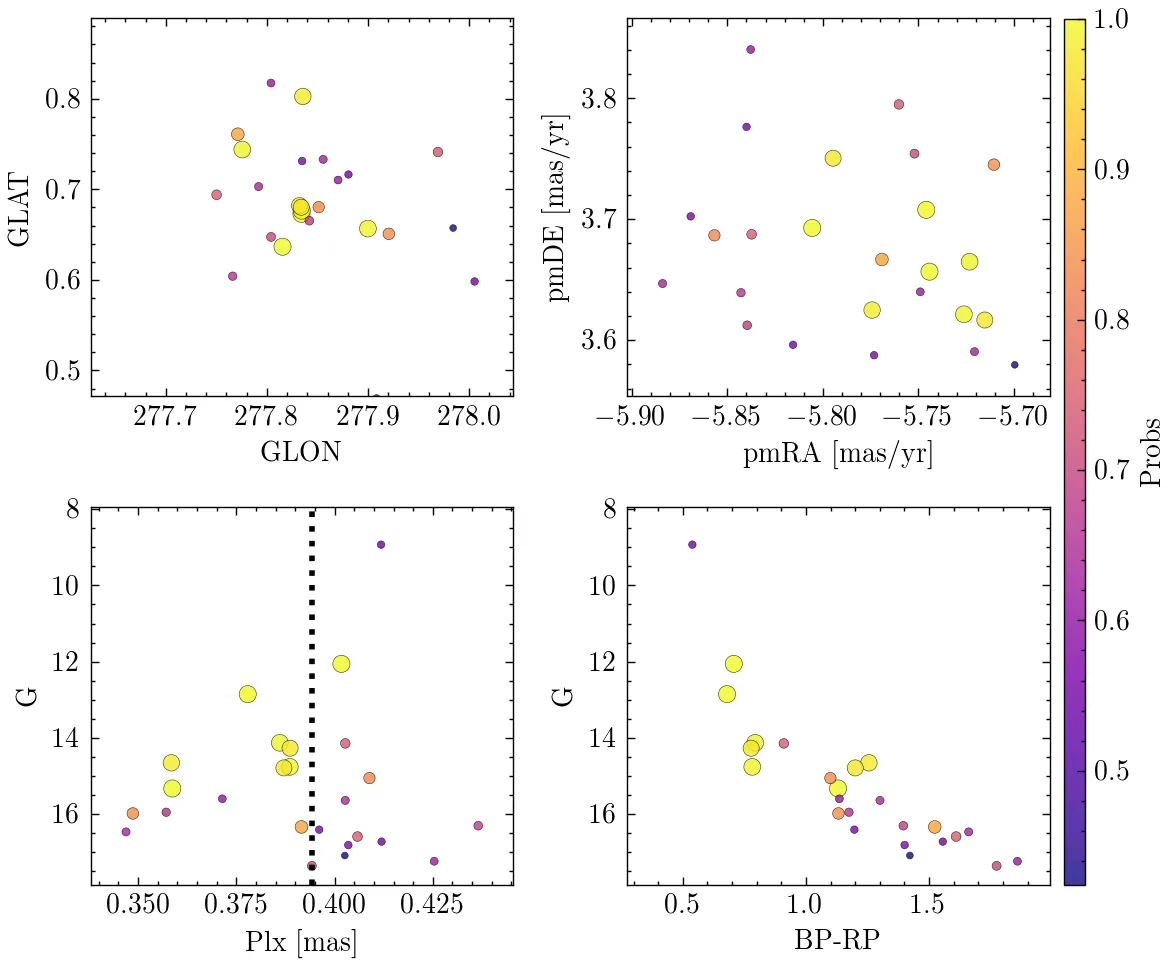 0.8
0.7
0.6
0.5
GLAT
277.7 277.8 277.9 278.0
GLON
3.8
3.7
3.6
pmDE [mas/yr]
−5.90 −5.85 −5.80 −5.75 −5.70
pmRA [mas/yr]
1.0
0.9
0.8
0.7
0.6
0.5
Probs
8
10
12
14
16
G
0.350 0.375 0.400 0.425
Plx [mas]
8
10
12
14
16
G
0.5 1.0 1.5
BP-RP